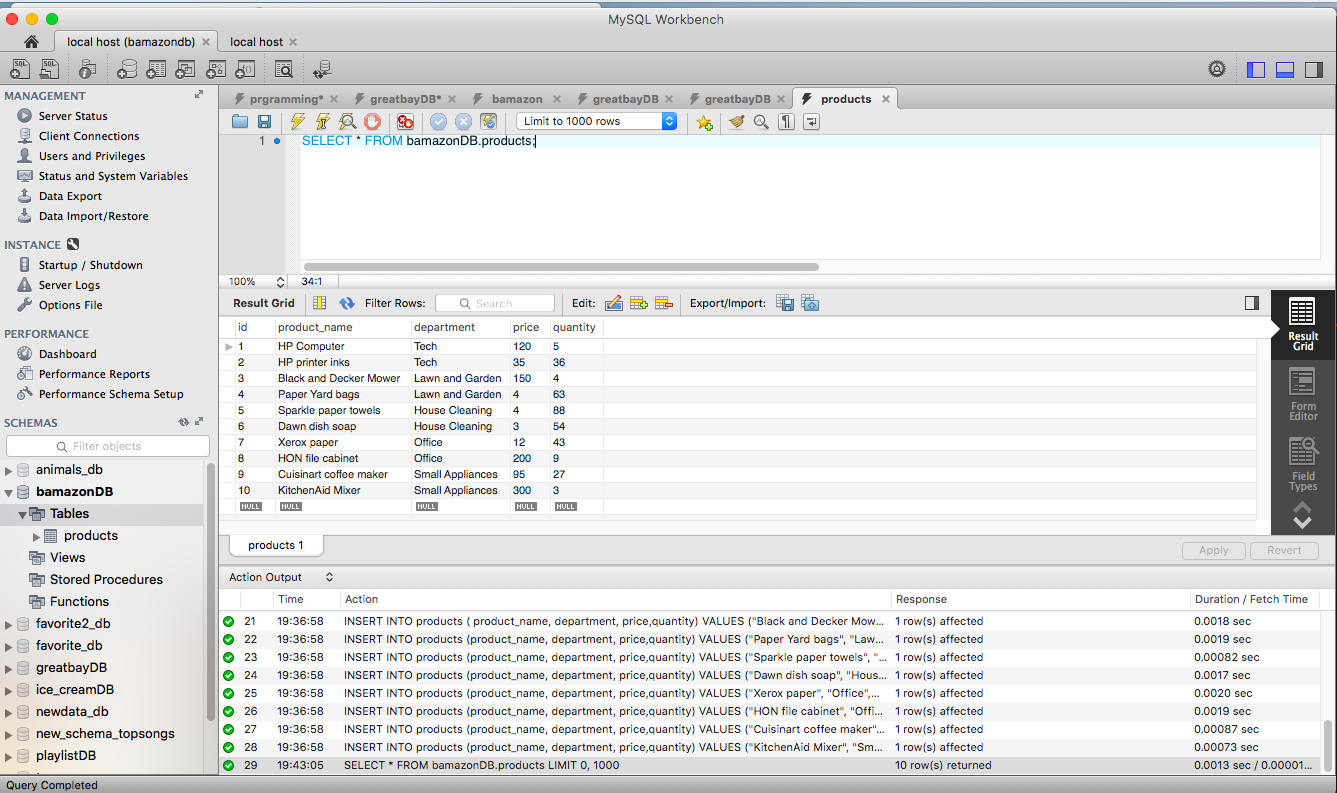 MySQL Workbench
local host (bamazondb)
local host
MANAGEMENT
Server Status
Client Connections
Users and Privileges
Status and System Variables
Data Export
Data Import/Restore
INSTANCE
Startup / Shutdown
Server Logs
Options File
PERFORMANCE
Dashboard
Performance Reports
Performance Schema Setup
SCHEMAS
Filter objects
animals_db
bamazonDB
Tables
products
Views
Stored Procedures
Functions
favorite2_db
favorite_db
greatbayDB
ice_creamDB
newdata_db
new_schema_topsongs
playlistDB
prgramming* greatbayDB* bamazon greatbayDB greatbayDB products
Limit to 1000 rows
1 SELECT * FROM bamazonDB.products;
100% 34:1
Result Grid Filter Rows: Search Edit: Export/Import:
id product_name department price quantity
1 HP Computer Tech 120 5
2 HP printer inks Tech 35 36
3 Black and Decker Mower Lawn and Garden 150 4
4 Paper Yard bags Lawn and Garden 4 63
5 Sparkle paper towels House Cleaning 4 88
6 Dawn dish soap House Cleaning 3 54
7 Xerox paper Office 12 43
8 HON file cabinet Office 200 9
9 Cuisinart coffee maker Small Appliances 95 27
10 KitchenAid Mixer Small Appliances 300 3
NULL NULL NULL NULL NULL
Result
Grid
Form
Editor
Field
Types
products 1
Apply Revert
Action Output
Time Action Response Duration / Fetch Time
21 19:36:58 INSERT INTO products ( product_name, department, price,quantity) VALUES ("Black and Decker Mow... 1 row(s) affected 0.0018 sec
22 19:36:58 INSERT INTO products (product_name, department, price,quantity) VALUES ("Paper Yard bags", "Law... 1 row(s) affected 0.0019 sec
23 19:36:58 INSERT INTO products (product_name, department, price,quantity) VALUES ("Sparkle paper towels", "... 1 row(s) affected 0.00082 sec
24 19:36:58 INSERT INTO products (product_name, department, price,quantity) VALUES ("Dawn dish soap", "Hous... 1 row(s) affected 0.0017 sec
25 19:36:58 INSERT INTO products (product_name, department, price,quantity) VALUES ("Xerox paper", "Office",... 1 row(s) affected 0.0020 sec
26 19:36:58 INSERT INTO products (product_name, department, price,quantity) VALUES ("HON file cabinet", "Offi... 1 row(s) affected 0.0019 sec
27 19:36:58 INSERT INTO products (product_name, department, price,quantity) VALUES ("Cuisinart coffee maker"... 1 row(s) affected 0.00087 sec
28 19:36:58 INSERT INTO products (product_name, department, price,quantity) VALUES ("KitchenAid Mixer", "Sm... 1 row(s) affected 0.00073 sec
29 19:43:05 SELECT * FROM bamazonDB.products LIMIT 0, 1000 10 row(s) returned 0.0013 sec / 0.00001...
Query Completed